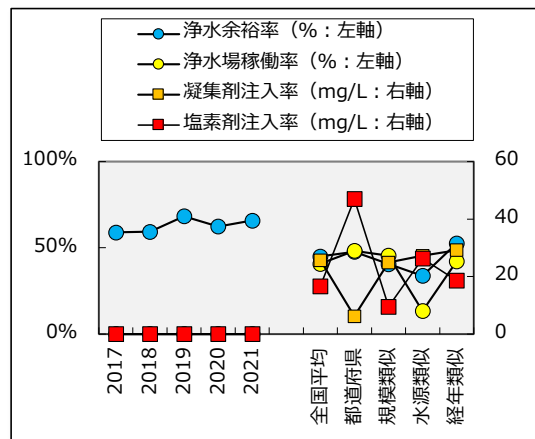 浄水余裕率（%：左軸）
浄水場稼働率（%：左軸）
凝集剤注入率（mg/L：右軸）
塩素剤注入率（mg/L：右軸）
100%
50%
0%
60
40
20
0
2017
2018
2019
2020
2021
全国平均
都道府県
規模類似
水源類似
経年類似